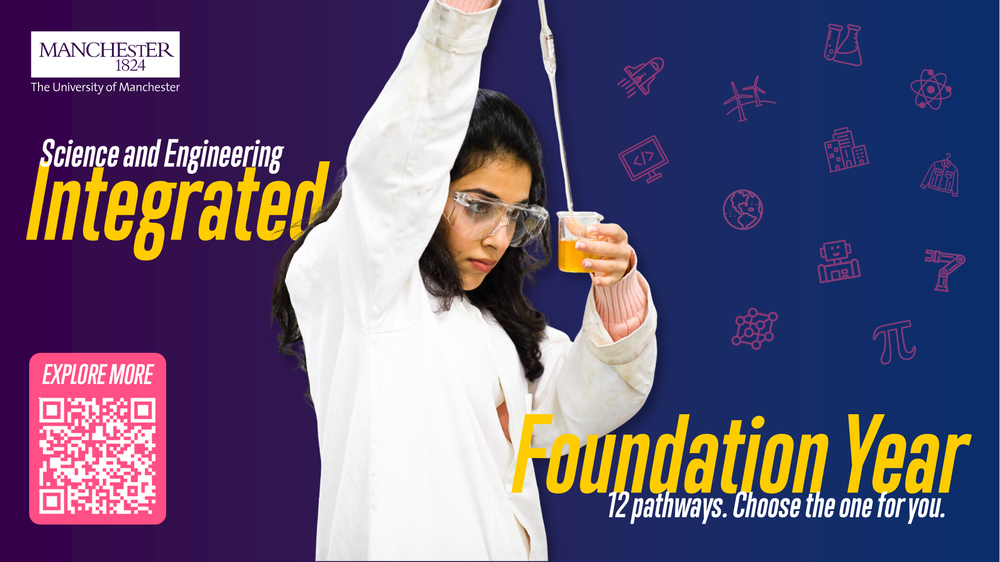 MANCHESTER
1824
The University of Manchester
Science and Engineering
Integrated
EXPLORE MORE
Foundation Year
12 pathways. Choose the one for you.